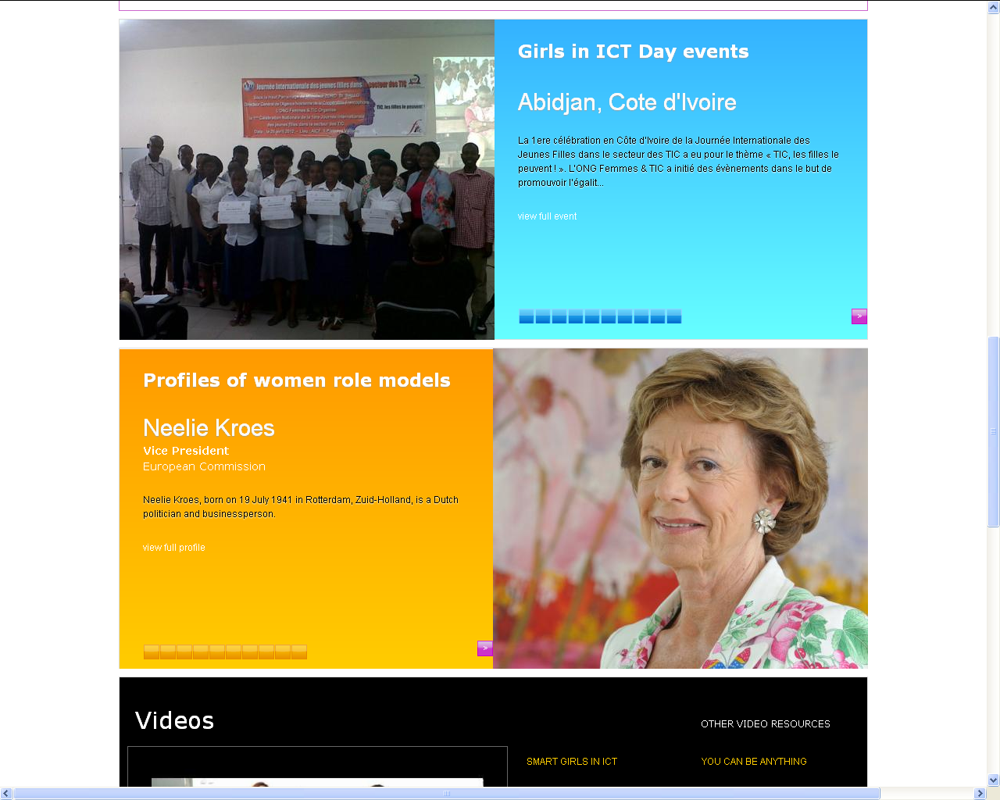 Journée Internationale des jeunes filles dans le secteur des TIC
TIC, les filles le peuvent !
Girls in ICT Day events
Abidjan, Cote d'Ivoire
La 1ere célébration en Côte d'Ivoire de la Journée Internationale des
Jeunes Filles dans le secteur des TIC a eu pour le thème « TIC, les filles le
peuvent ! ». L'ONG Femmes & TIC a initié des évènements dans le but de
promouvoir l'égalit...
view full event
>
Profiles of women role models
Neelie Kroes
Vice President
European Commission
Neelie Kroes, born on 19 July 1941 in Rotterdam, Zuid-Holland, is a Dutch
politician and businessperson.
view full profile
>
Videos
OTHER VIDEO RESOURCES
SMART GIRLS IN ICT
YOU CAN BE ANYTHING